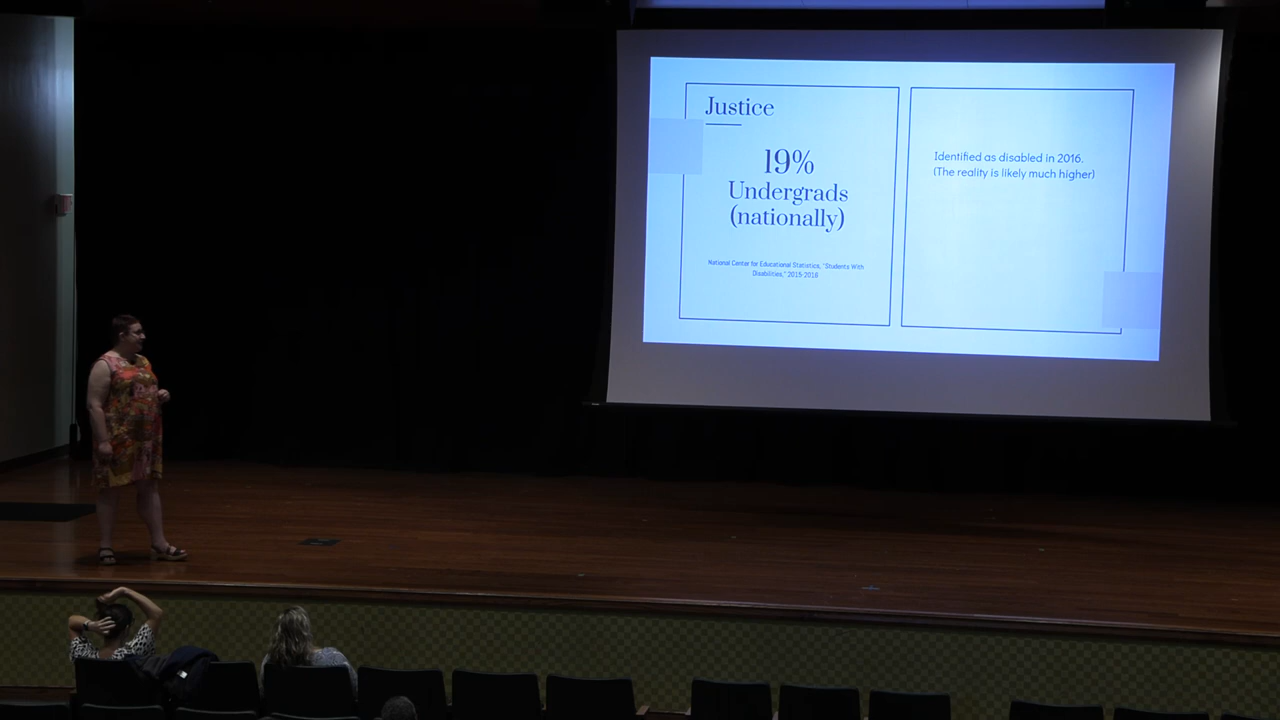 Justice
19%
Undergrads
(nationally)
National Center for Educational Statistics, "Students With
Disabilities," 2015-2016
Identified as disabled in 2016.
(The reality is likely much higher)